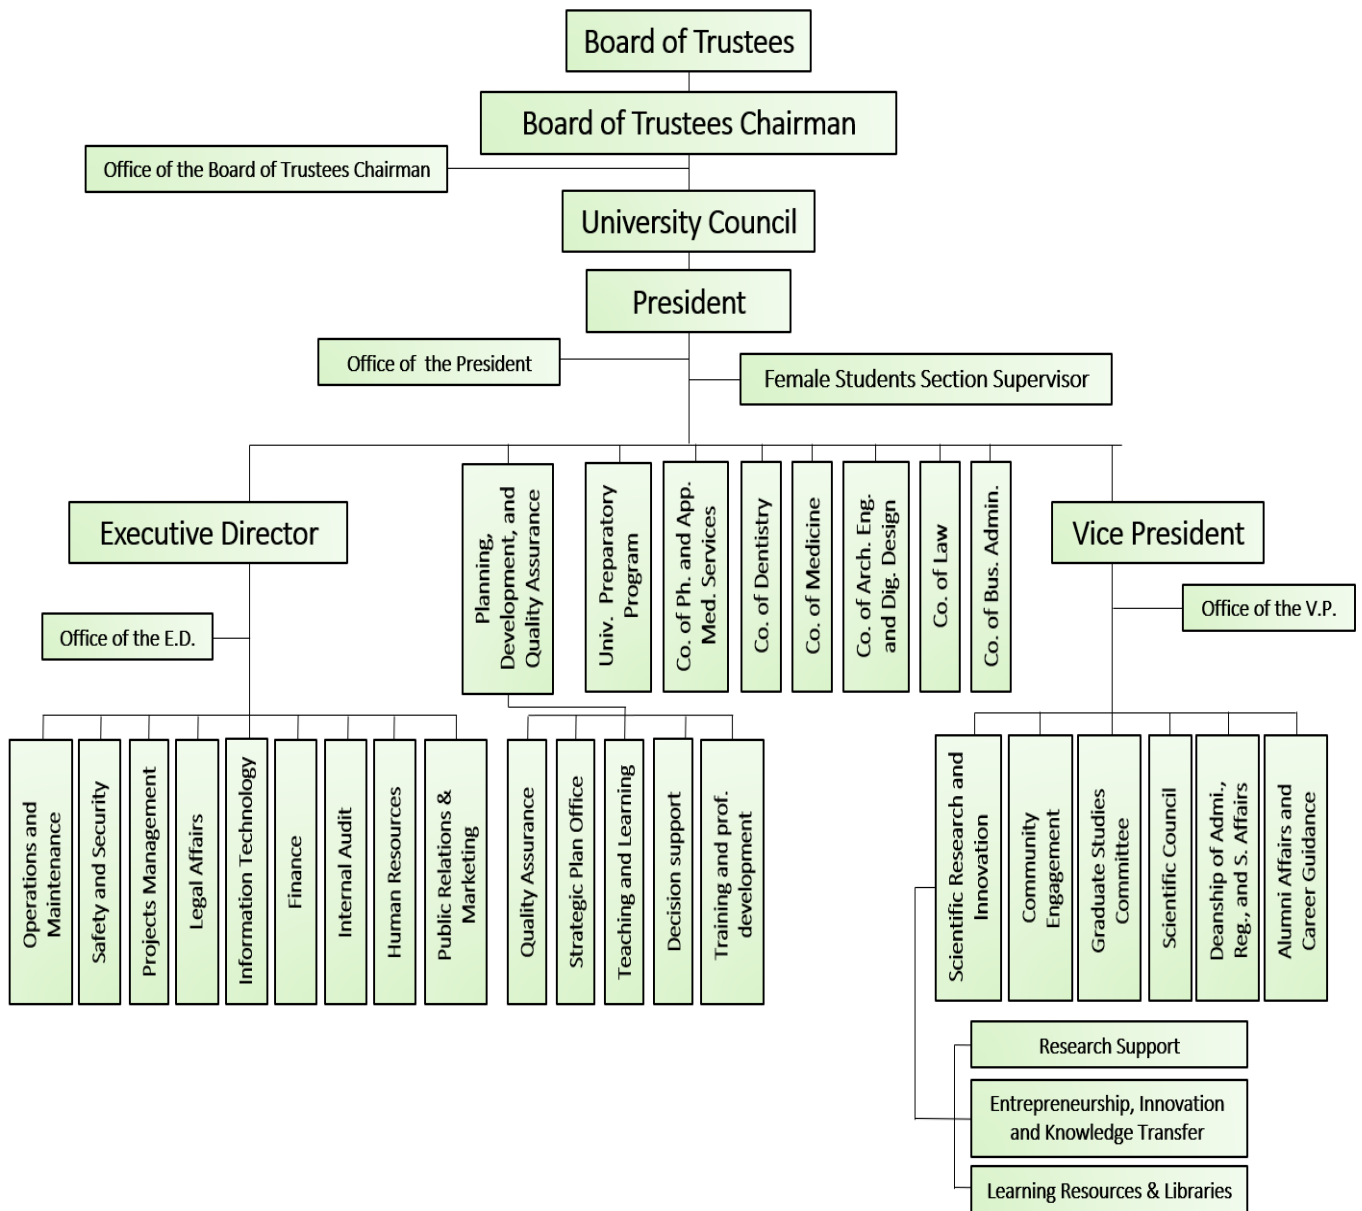 Board of Trustees
Board of Trustees Chairman
Office of the Board of Trustees Chairman
University Council
President
Office of  the President
Female Students Section Supervisor
Executive Director
Planning,
Development, and
Quality Assurance
Univ.  Preparatory
Program
Co. of Ph. and App.
Med. Services
Co. of Dentistry
Co. of Medicine
Co. of Arch. Eng.
and Dig. Design
Co. of Law
Co. of Bus. Admin.
Vice President
Office of the E.D.
Office of the V.P.
Operations and
Maintenance
Safety and Security
Projects Management
Legal Affairs
Information Technology
Finance
Internal Audit
Human Resources
Public Relations &
Marketing
Quality Assurance
Strategic Plan Office
Teaching and Learning
Decision support
Training and prof.
development
Scientific Research and
Innovation
Community
Engagement
Graduate Studies
Committee
Scientific Council
Deanship of Admi.,
Reg., and S. Affairs
Alumni Affairs and
Career Guidance
Research Support
Entrepreneurship, Innovation
and Knowledge Transfer
Learning Resources & Libraries